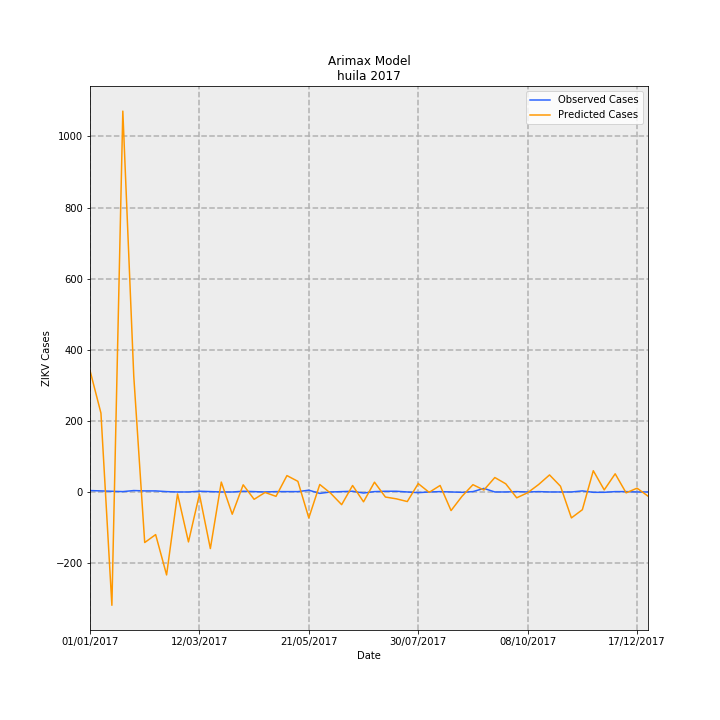 Arimax Model
huila 2017
Observed Cases
Predicted Cases
1000
800
600
400
200
0
−200
ZIKV Cases
01/01/2017
12/03/2017
21/05/2017
30/07/2017
08/10/2017
17/12/2017
Date